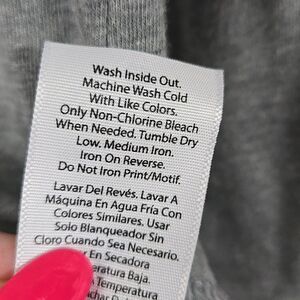 Wash Inside Out.
Machine Wash Cold
With Like Colors.
Only Non-Chlorine Bleach
When Needed. Tumble Dry
Low. Medium Iron.
Iron On Reverse.
Do Not Iron Print/Motif.
Lavar Del Revés. Lavar A
Máquina En Agua Fría Con
Colores Similares. Usar
Solo Blanqueador Sin
Cloro Cuando Sea Necesario.
En Secadora
Baja.
Temperatura